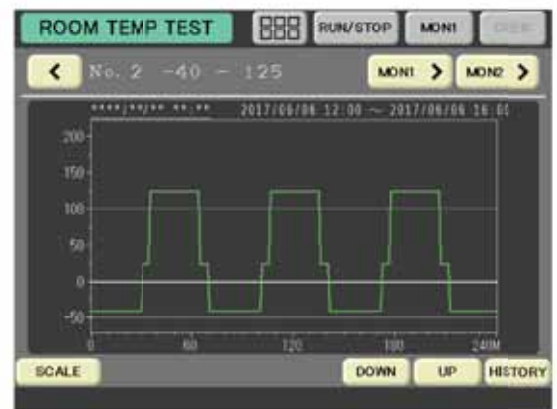 ROOM TEMP TEST RUN/STOP MON1
< No. 2 -40 - 125 MON1 > MON2 >
****/**/** **:** 2017/06/06 12:00 ~ 2017/06/06 16:00
200
150
100
50
0
-50
0 60 120 180 240M
SCALE DOWN UP HISTORY